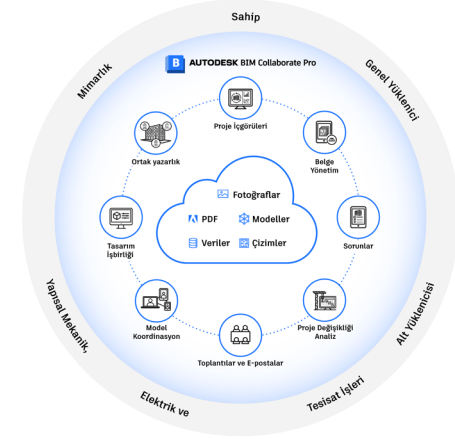 Sahip
Mimarlık
Genel Yüklenici
B AUTODESK BIM Collaborate Pro
Proje İçgörüleri
Ortak yazarlık
Belge
Yönetim
Fotoğraflar
PDF
Modeller
Veriler
Çizimler
Tasarım
İşbirliği
Sorunlar
Model
Koordinasyon
Proje Değişikliği
Analiz
Toplantılar ve E-postalar
Yapısal Mekanik,
Elektrik ve
Tesisat İşleri
Alt Yüklenicisi